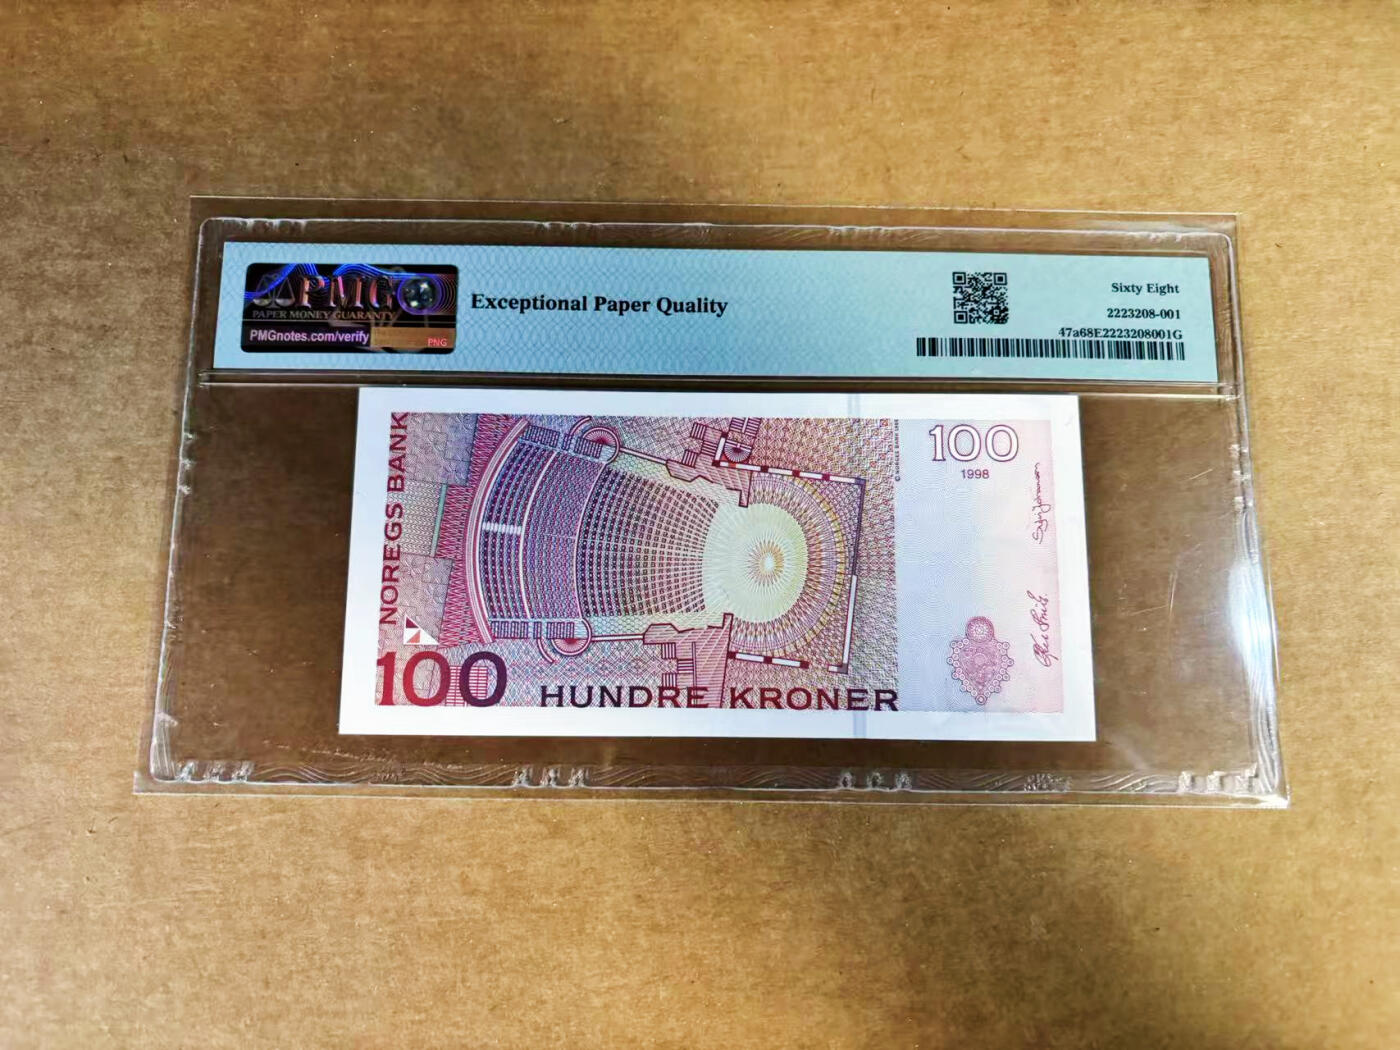 PMG
PAPER MONEY GUARANTY
PMGnotes.com/verify
PNG
Exceptional Paper Quality
Sixty Eight
2223208-001
47a68E2223208001G
NOREGS BANK
100
HUNDRE KRONER
100
1998